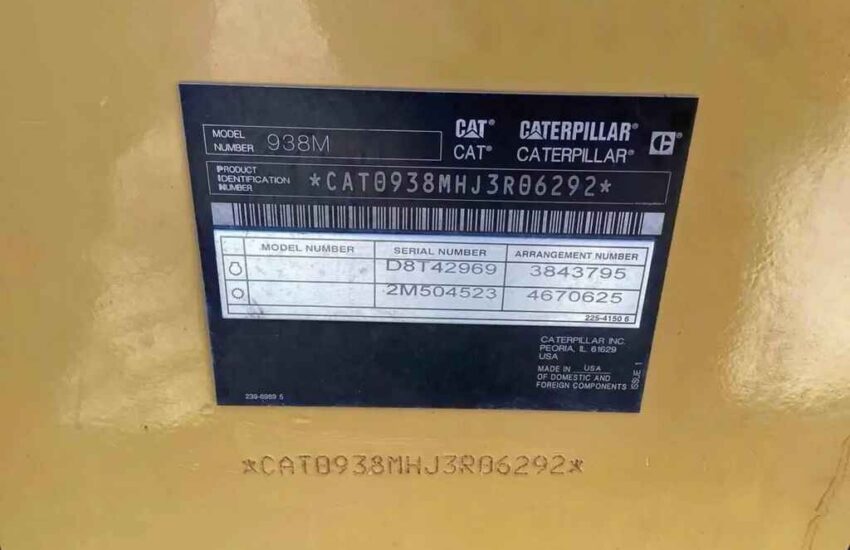 CAT® CATERPILLAR®
MODEL NUMBER 938M
CAT® CATERPILLAR®
PRODUCT IDENTIFICATION NUMBER *CAT0938MHJ3R06292*
MODEL NUMBER SERIAL NUMBER ARRANGEMENT NUMBER
D8T42969 3843795
2M504523 4670625
225-4150 6
CATERPILLAR INC.
PEORIA, IL 61629
USA
MADE IN USA
OF DOMESTIC AND
FOREIGN COMPONENTS
ISSUE 1
239-6989 5
*CAT0938MHJ3R06292*